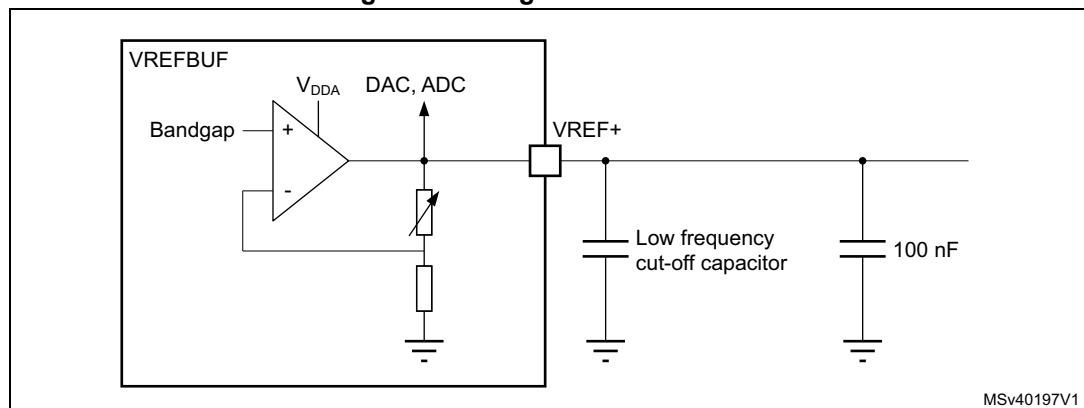 VREFBUF
VDDA
DAC, ADC
Bandgap
+
-
VREF+
Low frequency
cut-off capacitor
100 nF
MSv40197V1